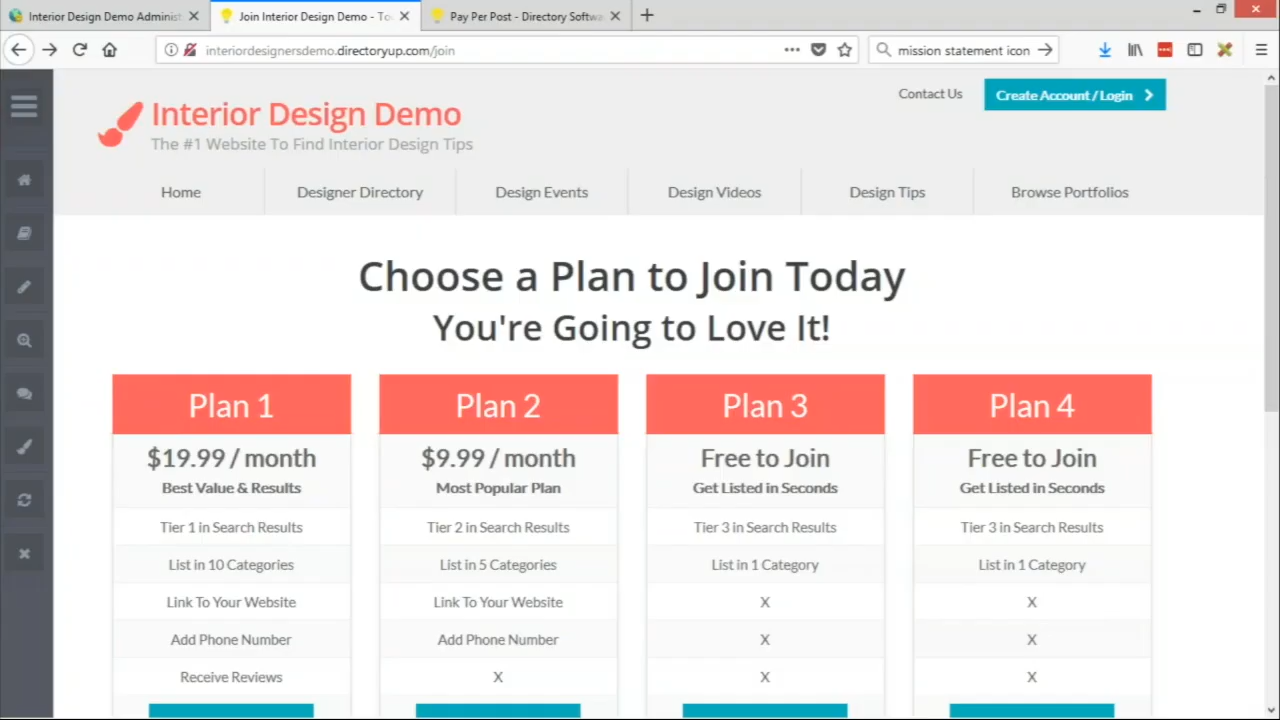 Interior Design Demo Administ
Join Interior Design Demo - To
Pay Per Post - Directory Softwa
interiordesignersdemo.directoryup.com/join
mission statement icon
Contact Us
Create Account / Login
Interior Design Demo
The #1 Website To Find Interior Design Tips
Home
Designer Directory
Design Events
Design Videos
Design Tips
Browse Portfolios
Choose a Plan to Join Today
You're Going to Love It!
Plan 1
$19.99 / month
Best Value & Results
Tier 1 in Search Results
List in 10 Categories
Link To Your Website
Add Phone Number
Receive Reviews
Plan 2
$9.99 / month
Most Popular Plan
Tier 2 in Search Results
List in 5 Categories
Link To Your Website
Add Phone Number
X
Plan 3
Free to Join
Get Listed in Seconds
Tier 3 in Search Results
List in 1 Category
X
X
X
Plan 4
Free to Join
Get Listed in Seconds
Tier 3 in Search Results
List in 1 Category
X
X
X